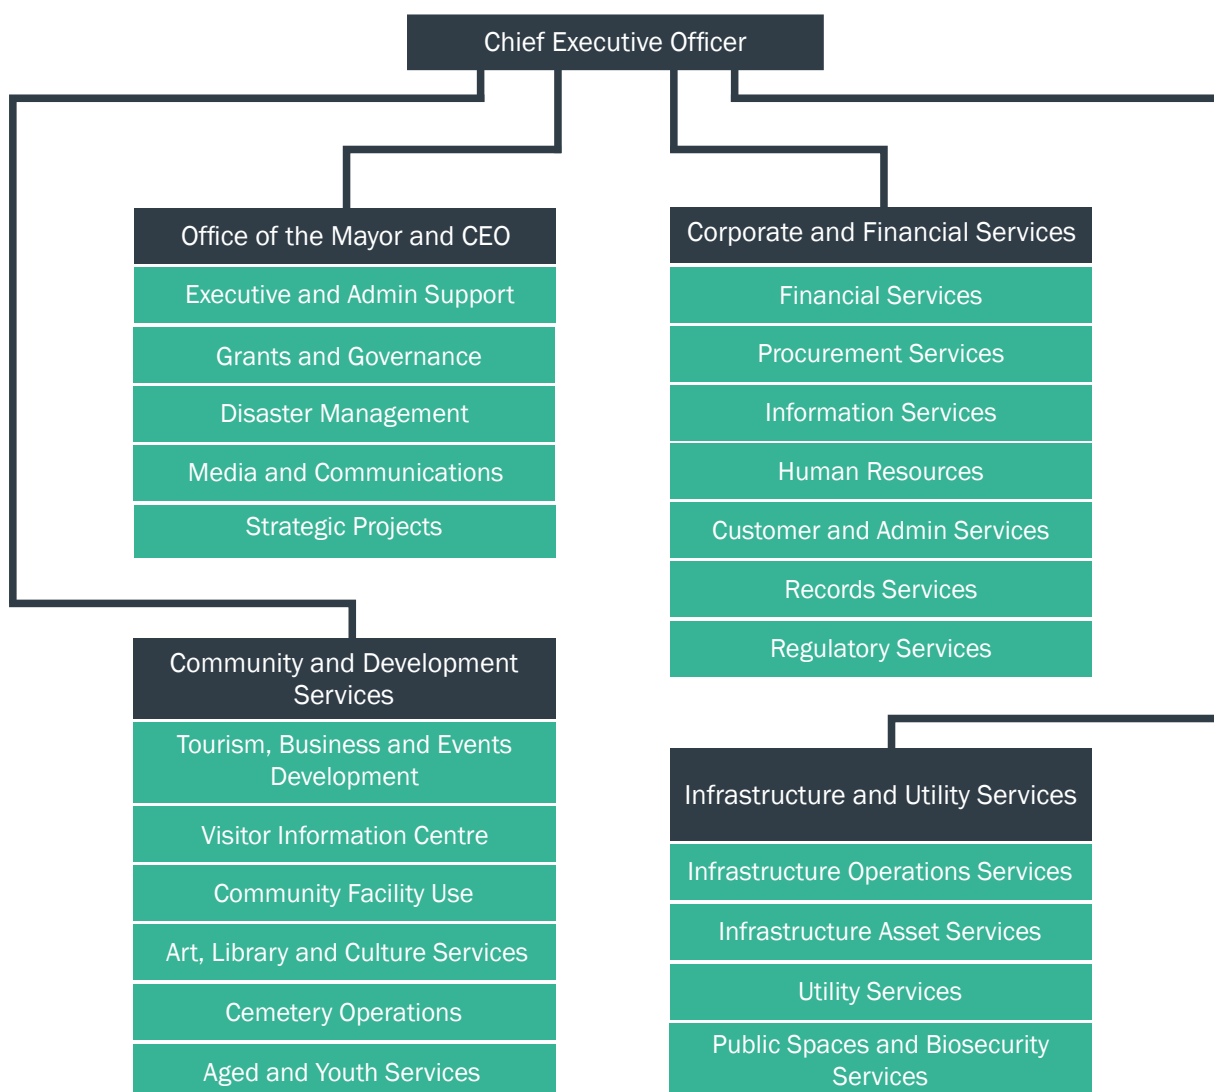 Chief Executive Officer
Office of the Mayor and CEO
Executive and Admin Support
Grants and Governance
Disaster Management
Media and Communications
Strategic Projects
Corporate and Financial Services
Financial Services
Procurement Services
Information Services
Human Resources
Customer and Admin Services
Records Services
Regulatory Services
Community and Development
Services
Tourism, Business and Events
Development
Visitor Information Centre
Community Facility Use
Art, Library and Culture Services
Cemetery Operations
Aged and Youth Services
Infrastructure and Utility Services
Infrastructure Operations Services
Infrastructure Asset Services
Utility Services
Public Spaces and Biosecurity
Services